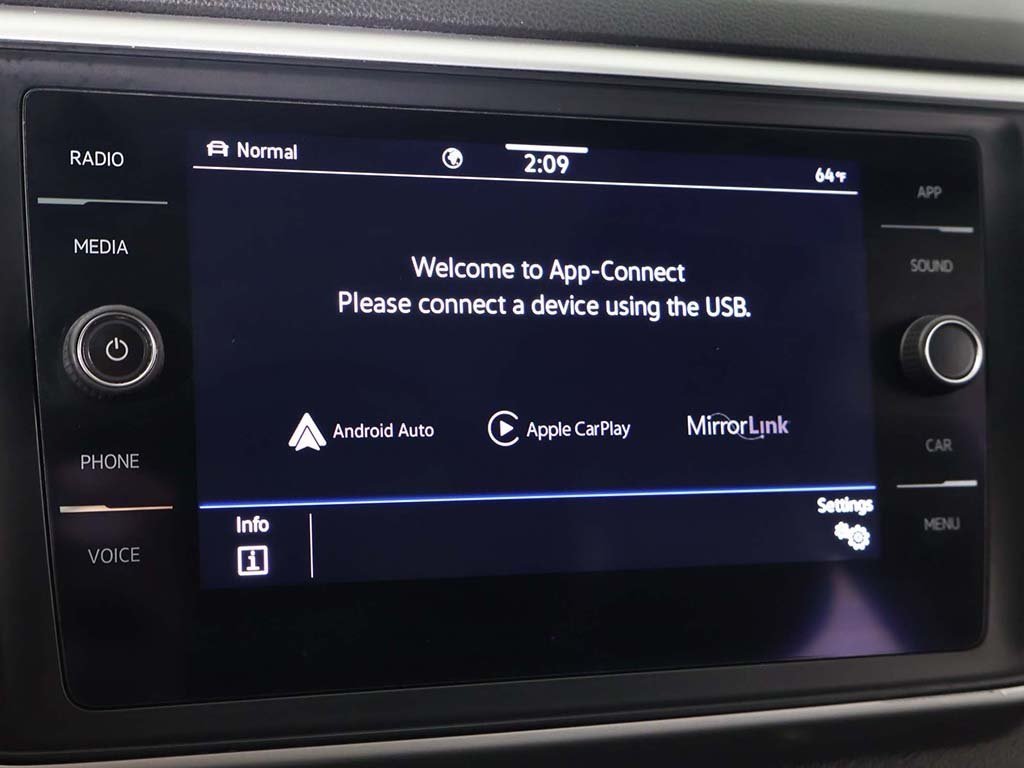 RADIO
MEDIA
PHONE
VOICE
Normal
2:09
64°F
Welcome to App-Connect
Please connect a device using the USB.
Android Auto
Apple CarPlay
MirrorLink
Info
i
Settings
APP
SOUND
CAR
MENU